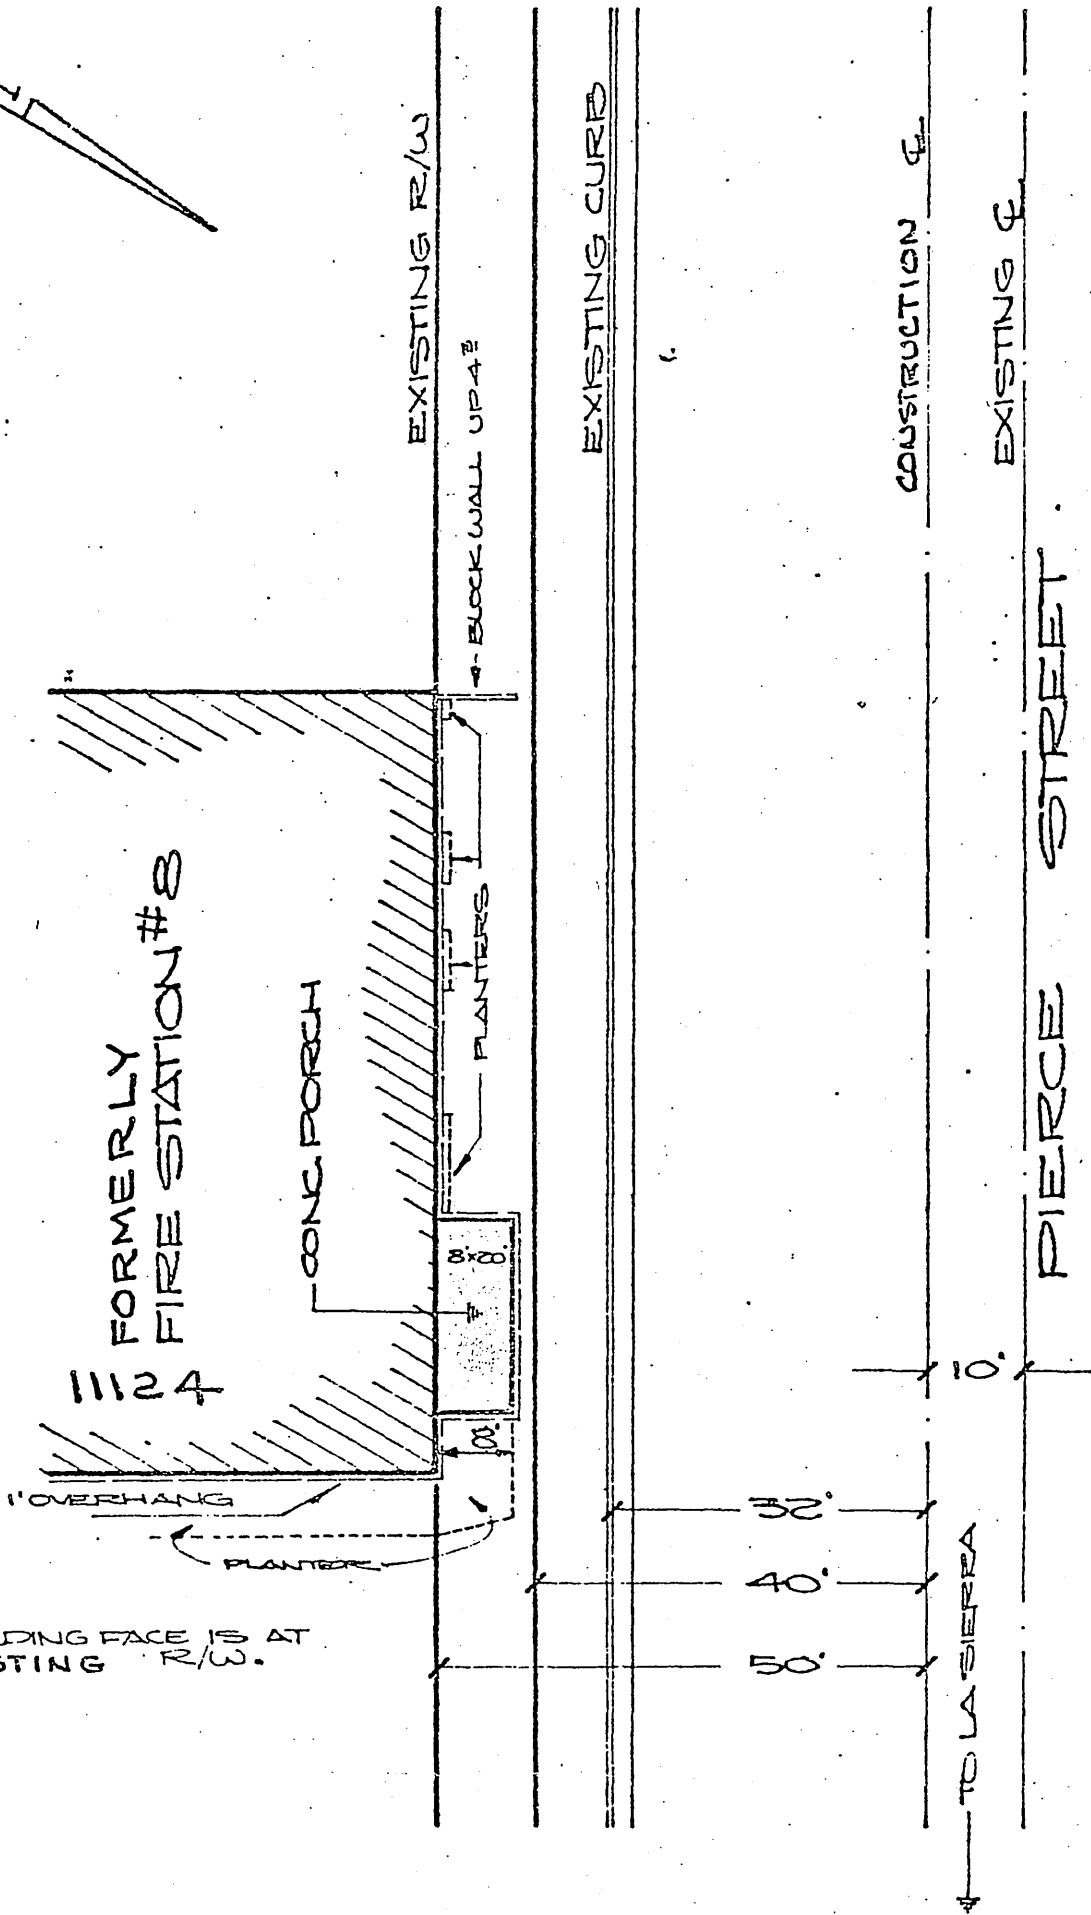 EXISTING R/W
EXISTING CURB
CONSTRUCTION ℄
EXISTING ℄
BLOCK WALL UP 4
FORMERLY
FIRE STATION #8
11124
CONC. PORCH
8'x20'
PLANTERS
8'
1' OVERHANG
PLANTER
DING FACE IS AT
STING R/W.
10'
32'
40'
50'
TO LA SIERRA
PIERCE STREET